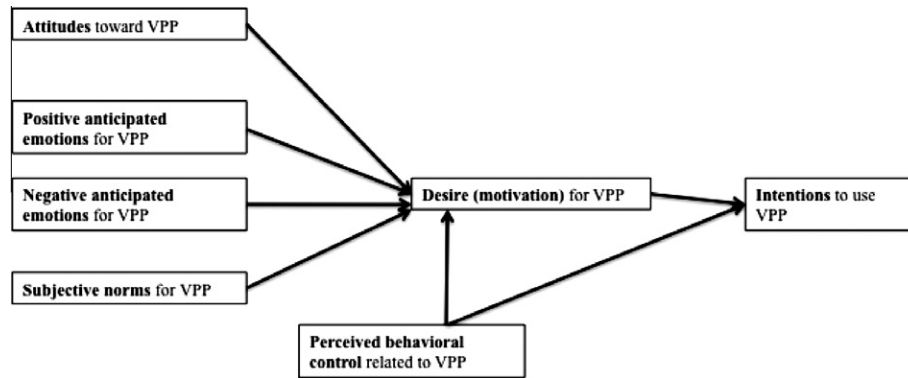 Attitudes toward VPP
Positive anticipated
emotions for VPP
Negative anticipated
emotions for VPP
Desire (motivation) for VPP
Intentions to use
VPP
Subjective norms for VPP
Perceived behavioral
control related to VPP